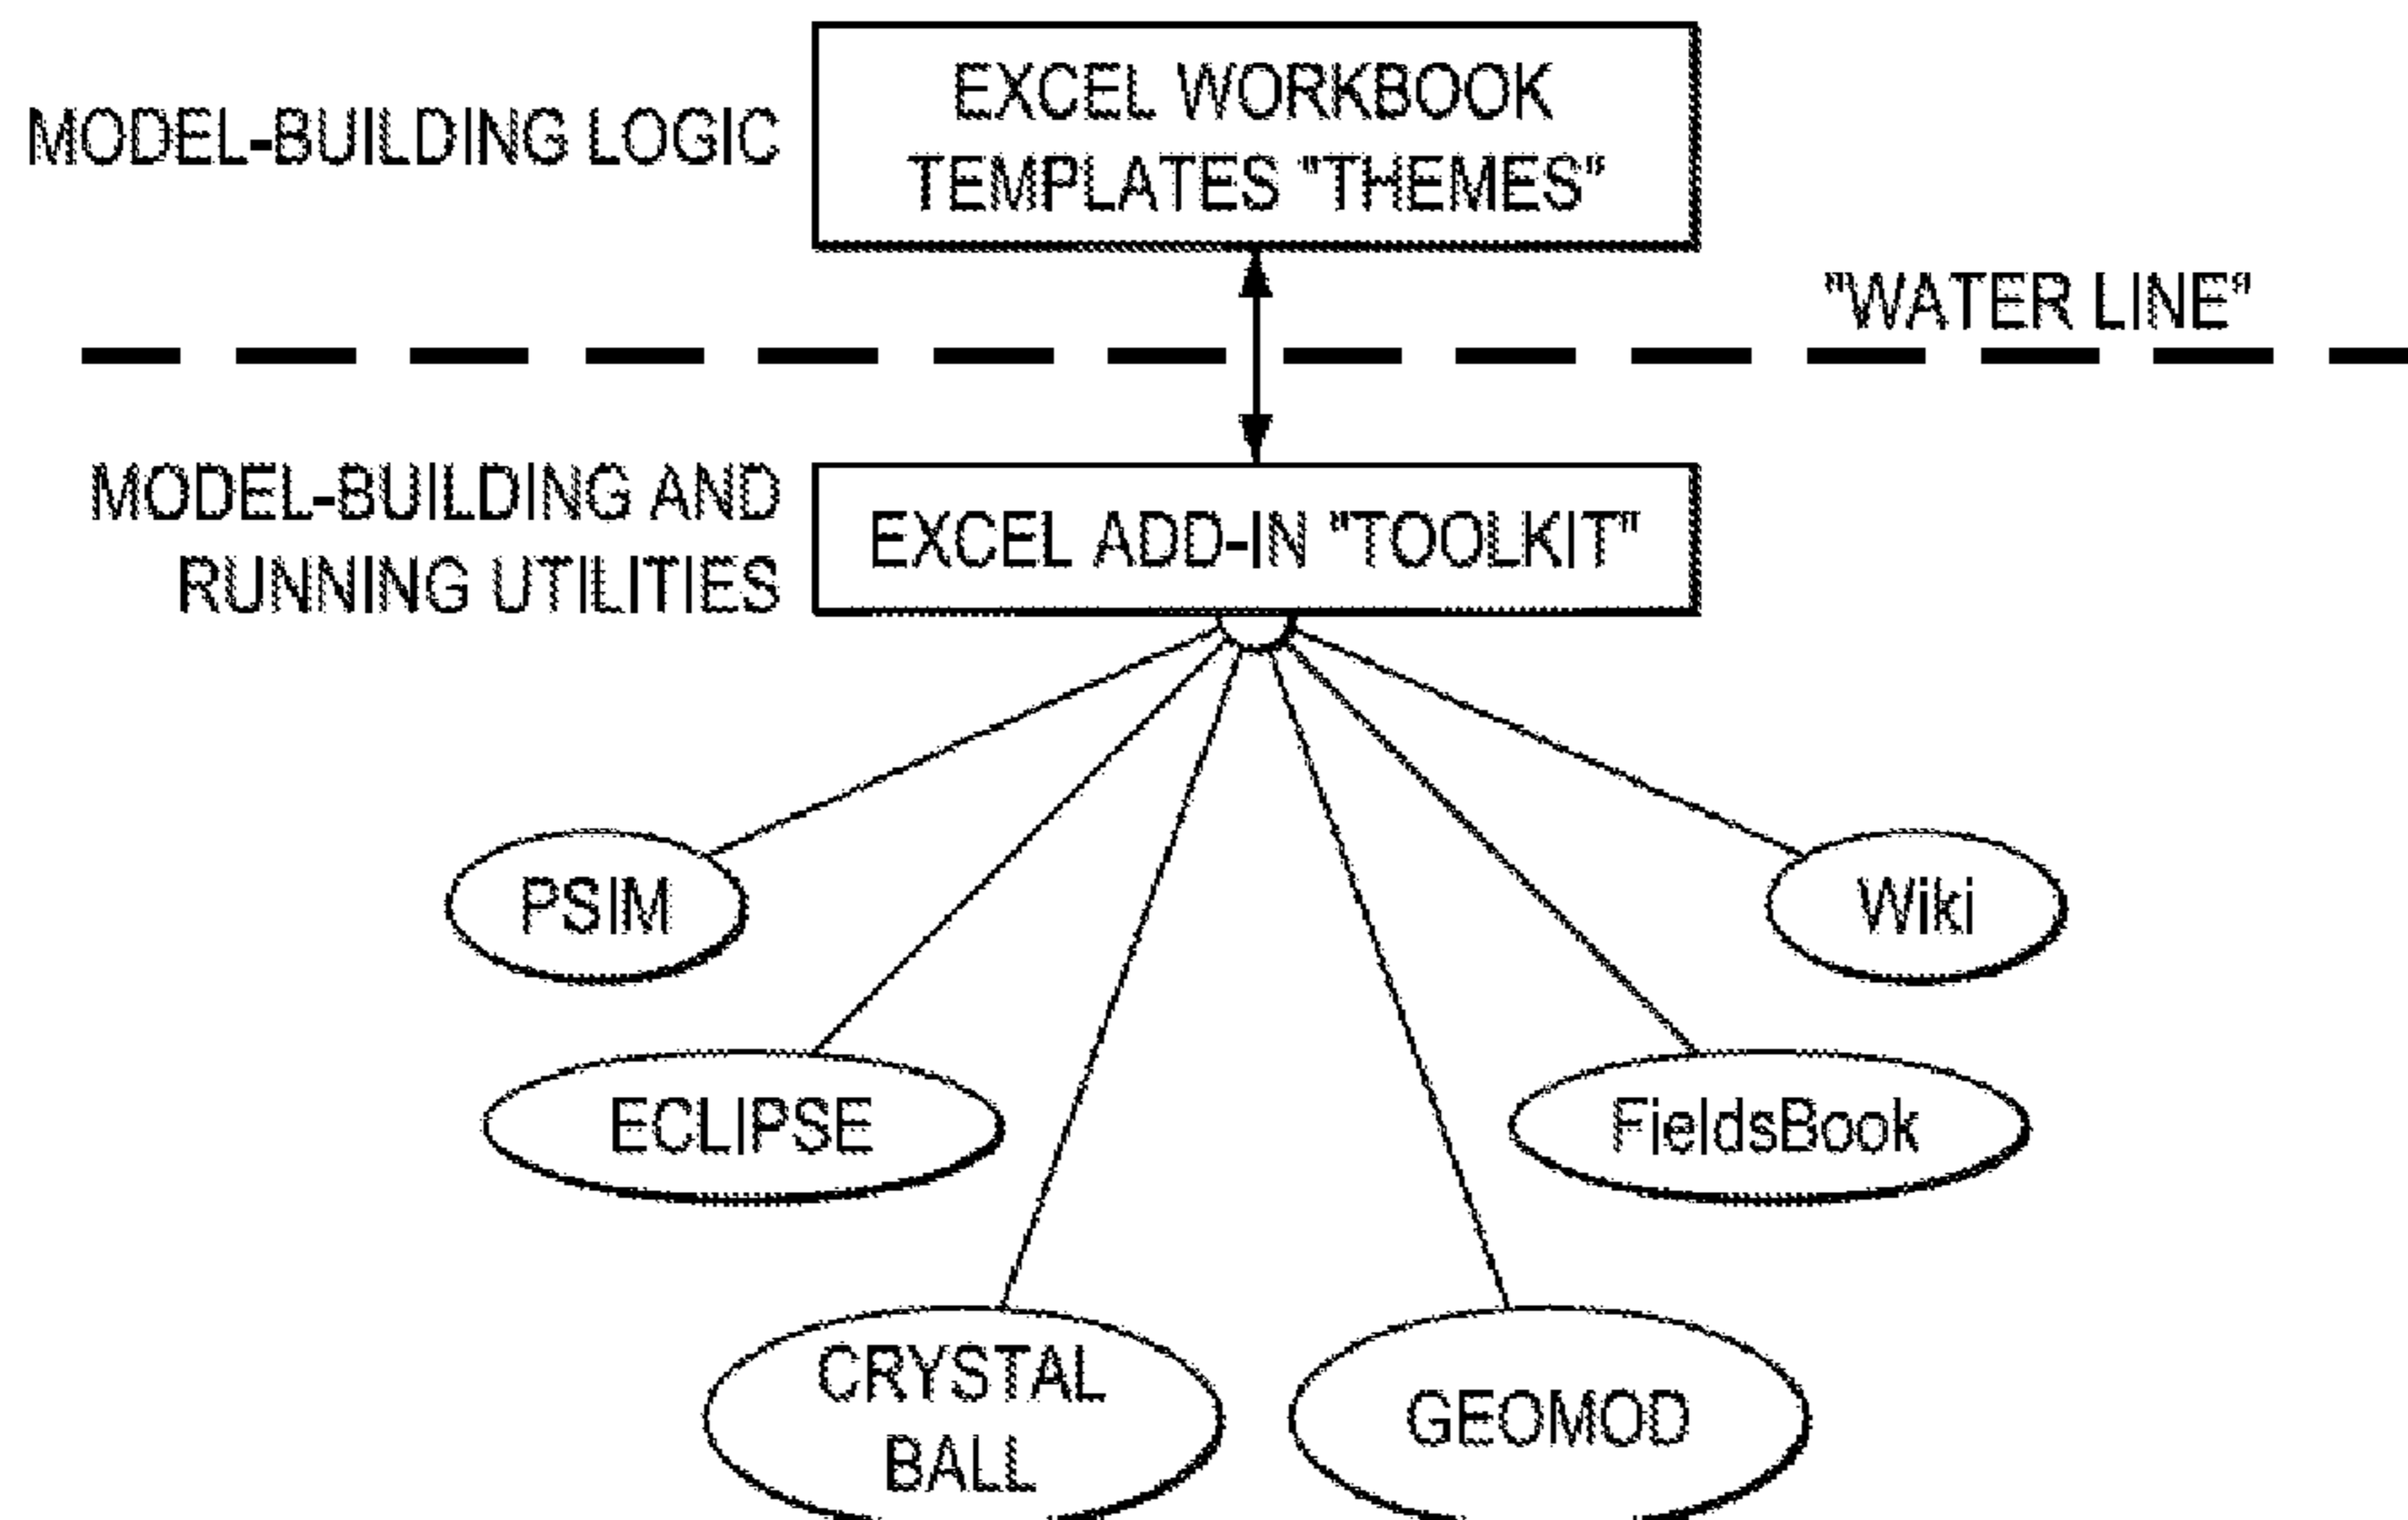 MODEL-BUILDING LOGIC
EXCEL WORKBOOK
TEMPLATES "THEMES"
"WATER LINE"
MODEL-BUILDING AND
RUNNING UTILITIES
EXCEL ADD-IN "TOOLKIT"
PSIM
Wiki
ECLIPSE
FieldsBook
CRYSTAL
BALL
GEOMOD